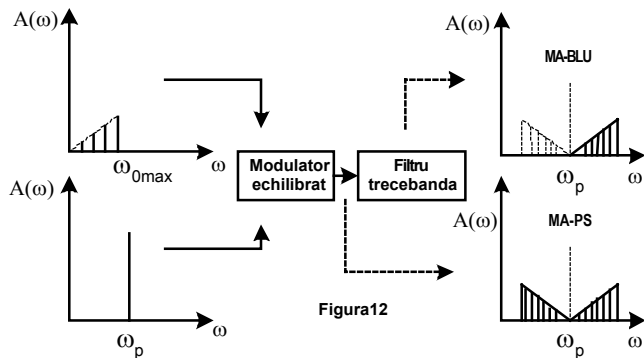 A(ω)
ω
ω0max
A(ω)
ω
ωp
Modulator
echilibrat
Filtru
trecebanda
A(ω)
MA-BLU
ωp
ω
A(ω)
MA-PS
ωp
ω
Figura12